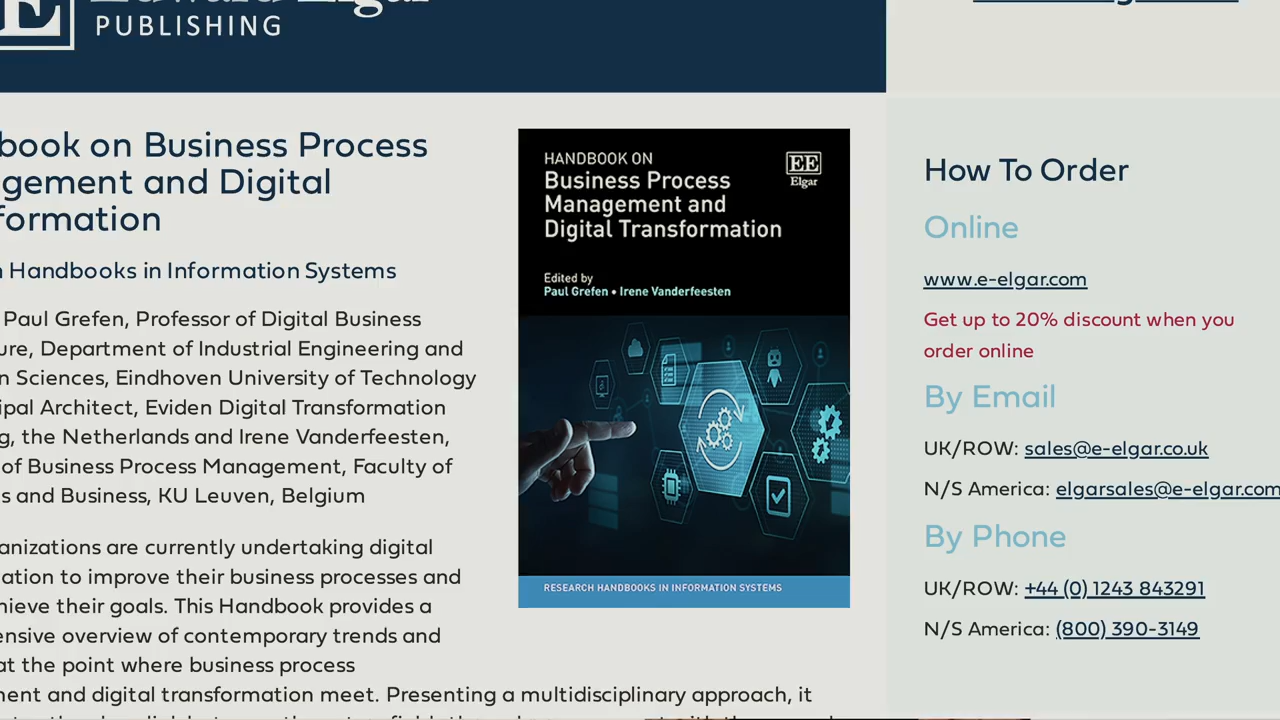 PUBLISHING
book on Business Process
gement and Digital
formation
Handbooks in Information Systems
Paul Grefen, Professor of Digital Business
ure, Department of Industrial Engineering and
n Sciences, Eindhoven University of Technology
ipal Architect, Eviden Digital Transformation
g, the Netherlands and Irene Vanderfeesten,
of Business Process Management, Faculty of
s and Business, KU Leuven, Belgium
anizations are currently undertaking digital
ation to improve their business processes and
hieve their goals. This Handbook provides a
ensive overview of contemporary trends and
at the point where business process
ment and digital transformation meet. Presenting a multidisciplinary approach, it
HANDBOOK ON
Business Process
Management and
Digital Transformation
EE
Elgar
Edited by
Paul Grefen • Irene Vanderfeesten
RESEARCH HANDBOOKS IN INFORMATION SYSTEMS
How To Order
Online
www.e-elgar.com
Get up to 20% discount when you
order online
By Email
UK/ROW: sales@e-elgar.co.uk
N/S America: elgarsales@e-elgar.com
By Phone
UK/ROW: +44 (0) 1243 843291
N/S America: (800) 390-3149